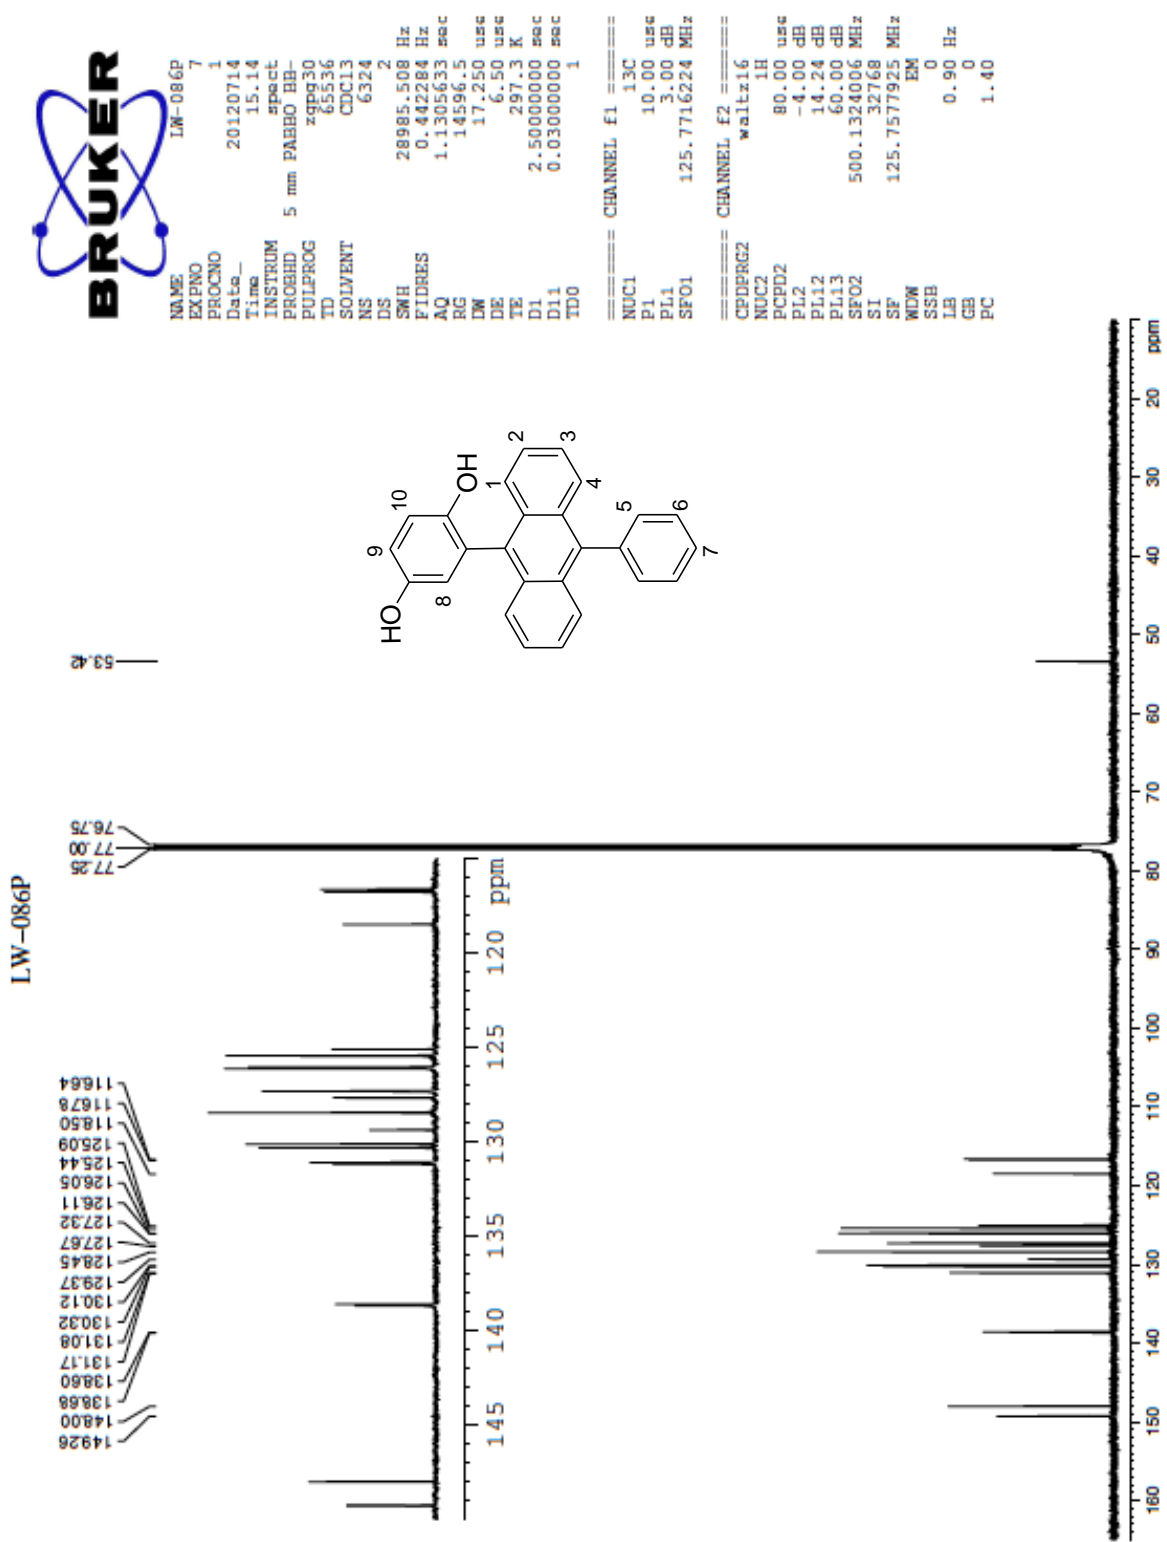 LW-086P
BRUKER
NAME LW-086P
EXPNO 7
PROCNO 1
Date_ 20120714
Time 15.14
INSTRUM spect
PROBHD 5 mm PABBO BB-
PULPROG zgpg30
TD 65536
SOLVENT CDCl3
NS 6324
DS 2
SWH 28985.508 Hz
FIDRES 0.442284 Hz
AQ 1.1305633 sec
RG 14596.5
DW 17.250 use
DE 6.50 use
TE 297.3 K
D1 2.50000000 sec
D11 0.03000000 sec
TD0 1
======== CHANNEL f1 ========
NUC1 13C
P1 10.00 use
PL1 3.00 dB
SFO1 125.7716224 MHz
======== CHANNEL f2 ========
CPDPRG2 waltz16
NUC2 1H
PCPD2 80.00 use
PL2 -4.00 dB
PL12 14.24 dB
PL13 60.00 dB
SFO2 500.1324006 MHz
SI 32768
SF 125.7577925 MHz
WDW EM
SSB 0
LB 0.90 Hz
GB 0
PC 1.40
149.26
148.00
138.68
138.60
131.17
131.08
130.32
130.12
129.37
128.45
127.67
127.32
126.11
126.05
125.44
125.09
118.50
116.78
116.64
77.25
77.00
76.75
53.42
HO
OH
1
2
3
4
5
6
7
8
9
10
145 140 135 130 125 120 ppm
160 150 140 130 120 110 100 90 80 70 60 50 40 30 20 ppm